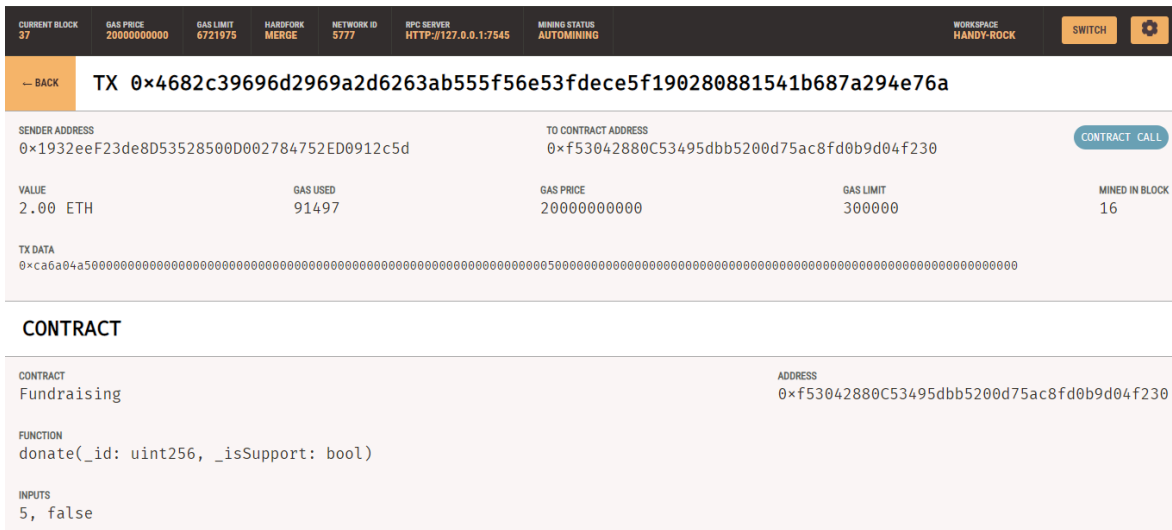 CURRENT BLOCK GAS PRICE GAS LIMIT HARDFORK NETWORK ID RPC SERVER MINING STATUS WORKSPACE
37 20000000000 6721975 MERGE 5777 HTTP://127.0.0.1:7545 AUTOMINING HANDY-ROCK SWITCH
← BACK TX 0×4682c39696d2969a2d6263ab555f56e53fdece5f190280881541b687a294e76a
SENDER ADDRESS TO CONTRACT ADDRESS
0×1932eeF23de8D53528500D002784752ED0912c5d 0×f53042880C53495dbb5200d75ac8fd0b9d04f230 CONTRACT CALL
VALUE GAS USED GAS PRICE GAS LIMIT MINED IN BLOCK
2.00 ETH 91497 20000000000 300000 16
TX DATA
0×ca6a04a500000000000000000000000000000000000000000000000000000000000000050000000000000000000000000000000000000000000000000000000000000000
CONTRACT
CONTRACT ADDRESS
Fundraising 0×f53042880C53495dbb5200d75ac8fd0b9d04f230
FUNCTION
donate(_id: uint256, _isSupport: bool)
INPUTS
5, false